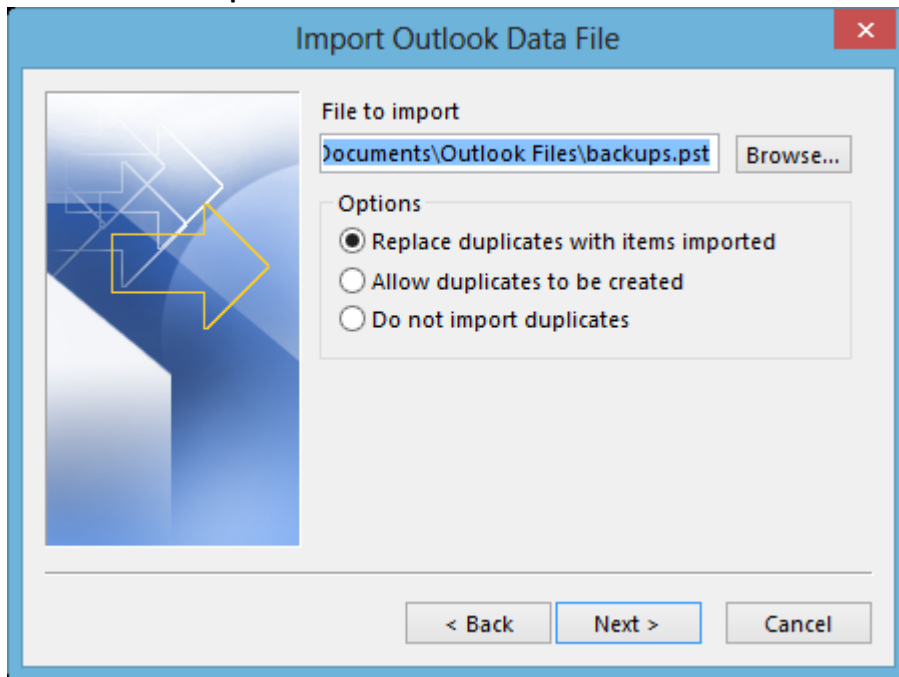 Import Outlook Data File
File to import
Documents\Outlook Files\backups.pst
Browse...
Options
Replace duplicates with items imported
Allow duplicates to be created
Do not import duplicates
< Back
Next >
Cancel